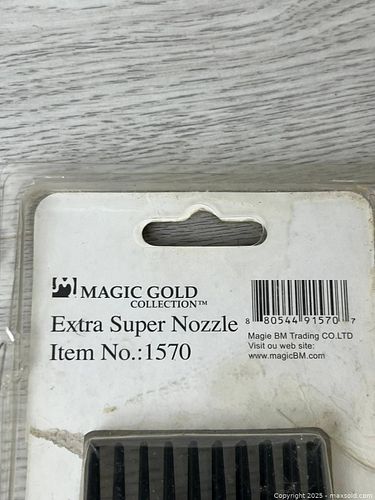 MAGIC GOLD
COLLECTION™
Extra Super Nozzle
Item No.:1570
8 80544 91570 7
Magie BM Trading CO.LTD
Visit ou web site:
www.magicBM.com
Copyright 2025 - maxsold.com